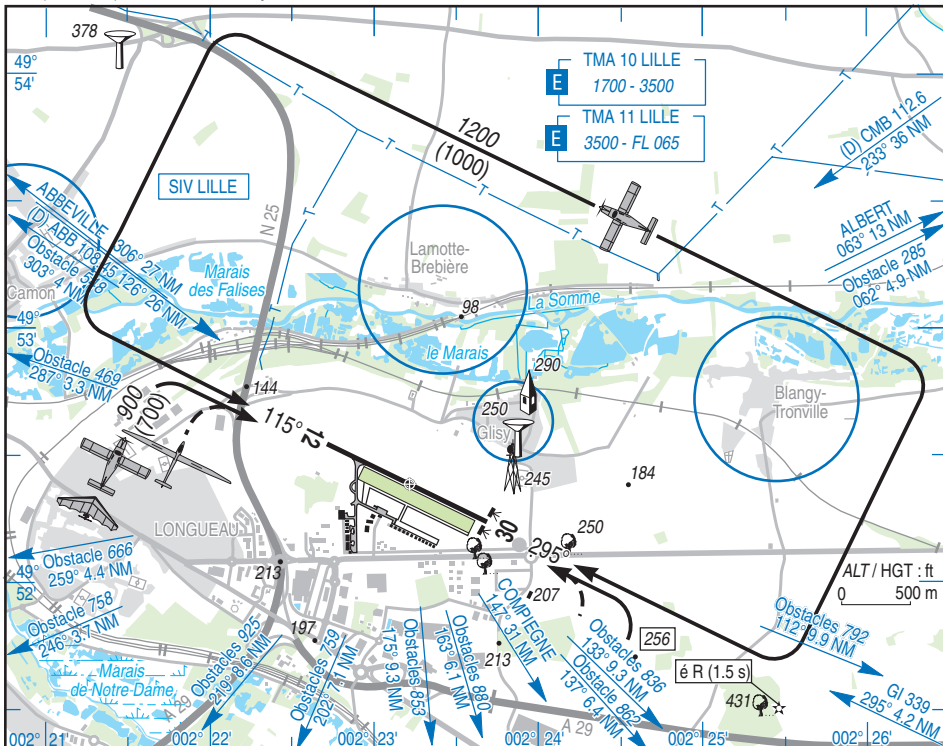 378
49°
54'
TMA 10 LILLE
E
1700 - 3500
TMA 11 LILLE
E
3500 - FL 065
1200
(1000)
(D) CMB 112.6
233° 36 NM
SIV LILLE
N 25
ABBEVILLE 306° 27 NM
(D) ABB 108.45 126° 26 NM
303° 4 NM
Camon
Marais
des Falises
Lamotte-
Brebière
98
La Somme
le Marais
ALBERT
063° 13 NM
Obstacle 285
062° 4.9 NM
49°
53'
Obstacle 469
287° 3.3 NM
144
290
250
Glisy
245
Blangy-
Tronville
900
(700)
115°
12
184
LONGUEAU
30
295°
250
49°
52'
Obstacle 666
259° 4.4 NM
213
ALT / HGT : ft
0 500 m
Obstacle 758
246° 3.7 NM
197
207
256
213
Obstacles 792
112° 9.9 NM
Marais
de Notre-Dame
A 29
Obstacles 925
219° 8.6 NM
Obstacles 759
202° 7.1 NM
Obstacles 853
175° 9.3 NM
Obstacles 880
163° 6.1 NM
COMPIEGNE
147° 31 NM
Obstacles 836
133° 9.3 NM
Obstacle 862
137° 6.4 NM
é R (1.5 s)
431
GI 339
295° 4.2 NM
A 29
002° 21'
002° 22'
002° 23'
002° 24'
002° 25'
002° 26'